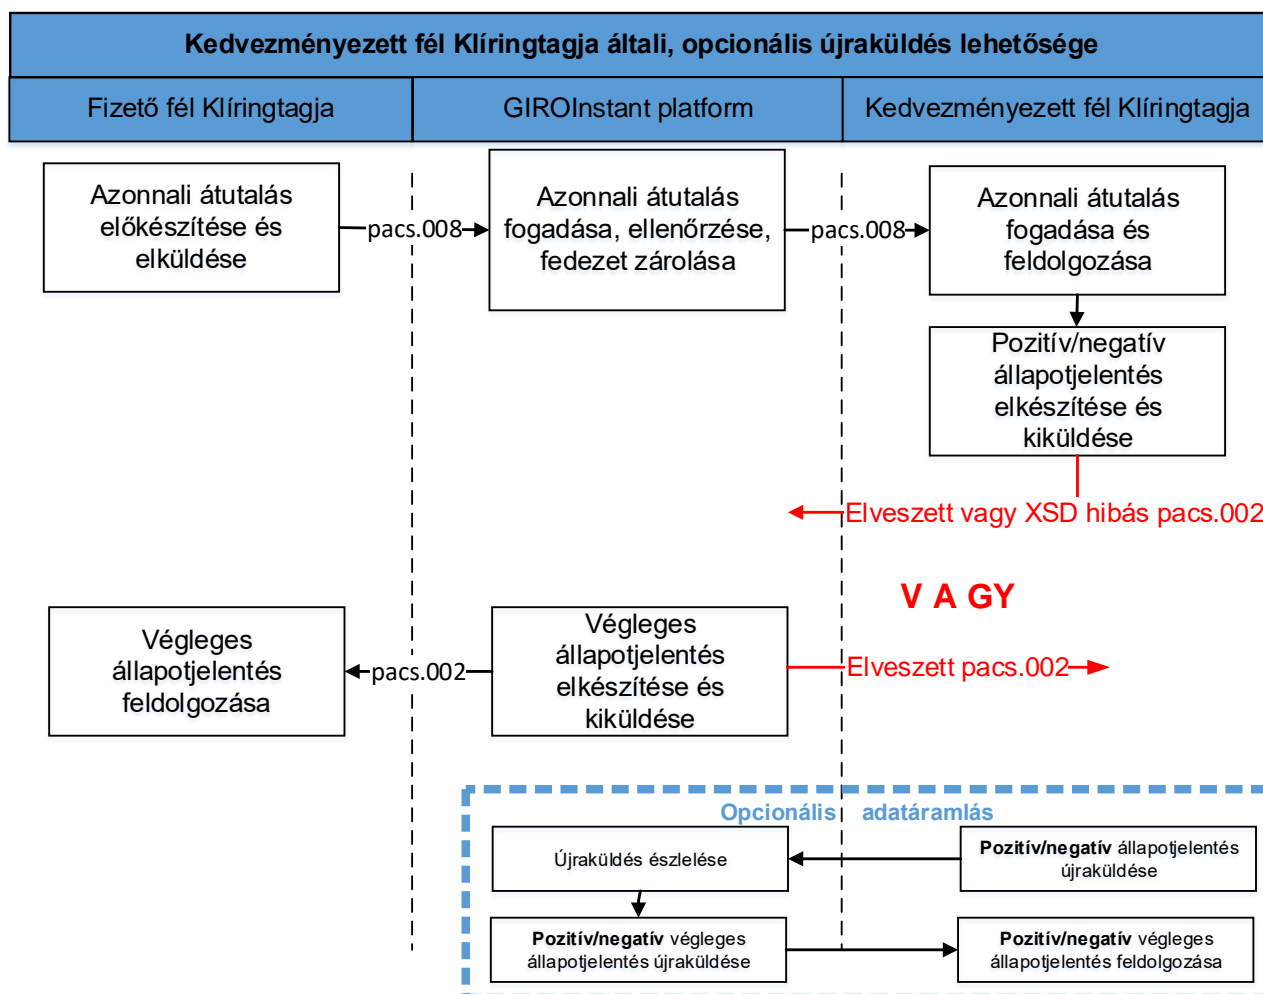 Kedvezményezett fél Klíringtagja általi, opcionális újraküldés lehetősége
Fizető fél Klíringtagja
GIROInstant platform
Kedvezményezett fél Klíringtagja
Azonnali átutalás
előkészítése és
elküldése
pacs.008
Azonnali átutalás
fogadása, ellenőrzése,
fedezet zárolása
pacs.008
Azonnali átutalás
fogadása és
feldolgozása
Pozitív/negatív
állapotjelentés
elkészítése és
kiküldése
Elveszett vagy XSD hibás pacs.002
V A GY
Végleges
állapotjelentés
feldolgozása
pacs.002
Végleges
állapotjelentés
elkészítése és
kiküldése
Elveszett pacs.002
Opcionális adatáramlás
Újraküldés észlelése
Pozitív/negatív állapotjelentés
újraküldése
Pozitív/negatív végleges
állapotjelentés újraküldése
Pozitív/negatív végleges
állapotjelentés feldolgozása